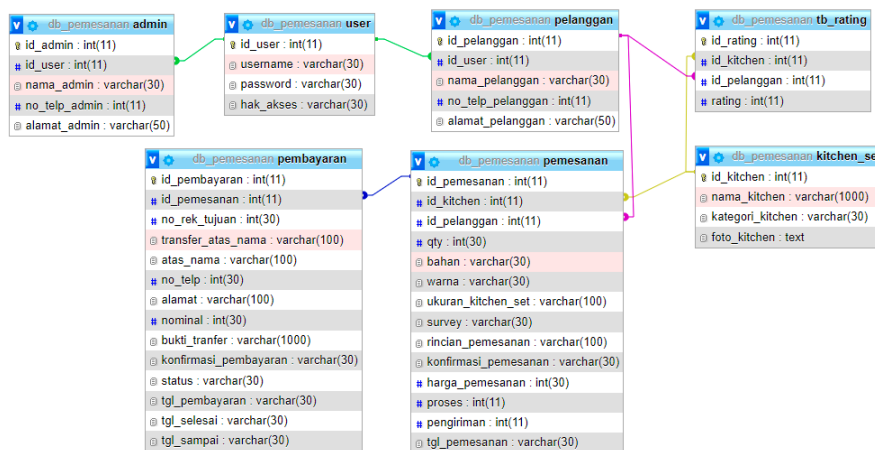 v db_pemesanan admin
id_admin : int(11)
# id_user : int(11)
nama_admin : varchar(30)
# no_telp_admin : int(11)
alamat_admin : varchar(50)
v db_pemesanan user
id_user : int(11)
username : varchar(30)
password : varchar(30)
hak_akses : varchar(30)
v db_pemesanan pelanggan
id_pelanggan : int(11)
# id_user : int(11)
nama_pelanggan : varchar(30)
# no_telp_pelanggan : int(11)
alamat_pelanggan : varchar(50)
v db_pemesanan tb_rating
id_rating : int(11)
# id_kitchen : int(11)
# id_pelanggan : int(11)
# rating : int(11)
v db_pemesanan pembayaran
id_pembayaran : int(11)
# id_pemesanan : int(11)
# no_rek_tujuan : int(30)
transfer_atas_nama : varchar(100)
atas_nama : varchar(100)
# no_telp : int(30)
alamat : varchar(100)
# nominal : int(30)
bukti_tranfer : varchar(1000)
konfirmasi_pembayaran : varchar(30)
status : varchar(30)
tgl_pembayaran : varchar(30)
tgl_selesai : varchar(30)
tgl_sampai : varchar(30)
v db_pemesanan pemesanan
id_pemesanan : int(11)
# id_kitchen : int(11)
# id_pelanggan : int(11)
# qty : int(30)
bahan : varchar(30)
warna : varchar(30)
ukuran_kitchen_set : varchar(100)
survey : varchar(30)
rincian_pemesanan : varchar(100)
konfirmasi_pemesanan : varchar(30)
# harga_pemesanan : int(30)
# proses : int(11)
# pengiriman : int(11)
tgl_pemesanan : varchar(30)
v db_pemesanan kitchen_se
id_kitchen : int(11)
nama_kitchen : varchar(1000)
kategori_kitchen : varchar(30)
foto_kitchen : text